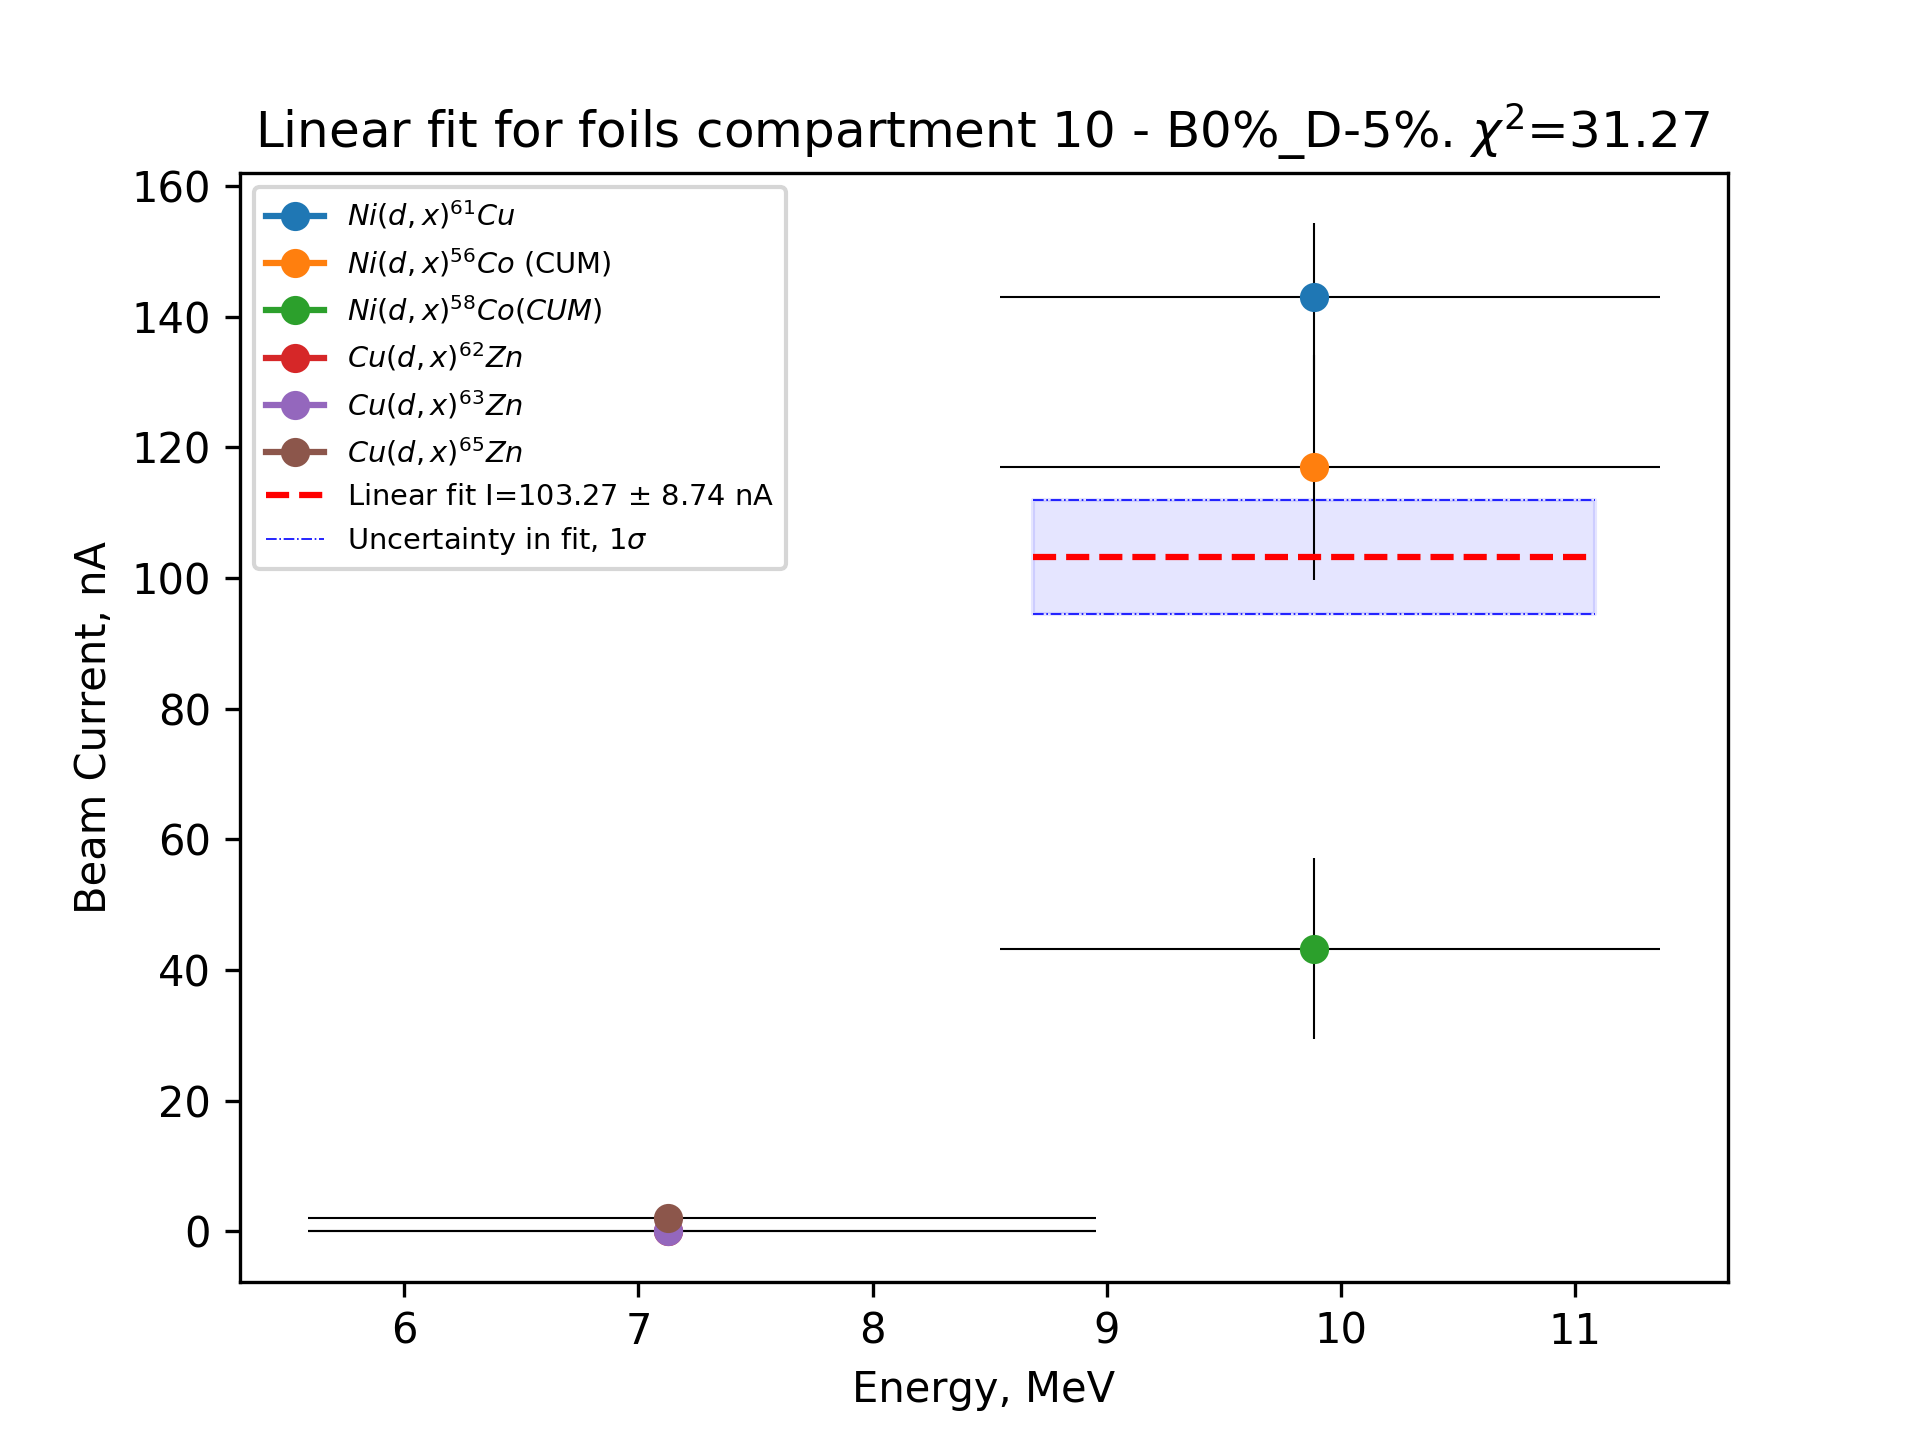 Linear fit for foils compartment 10 - B0%_D-5%. χ²=31.27
160
140
120
100
80
60
40
20
0
Beam Current, nA
Ni(d, x)⁶¹Cu
Ni(d, x)⁵⁶Co (CUM)
Ni(d, x)⁵⁸Co(CUM)
Cu(d, x)⁶²Zn
Cu(d, x)⁶³Zn
Cu(d, x)⁶⁵Zn
Linear fit I=103.27 ± 8.74 nA
Uncertainty in fit, 1σ
6 7 8 9 10 11
Energy, MeV